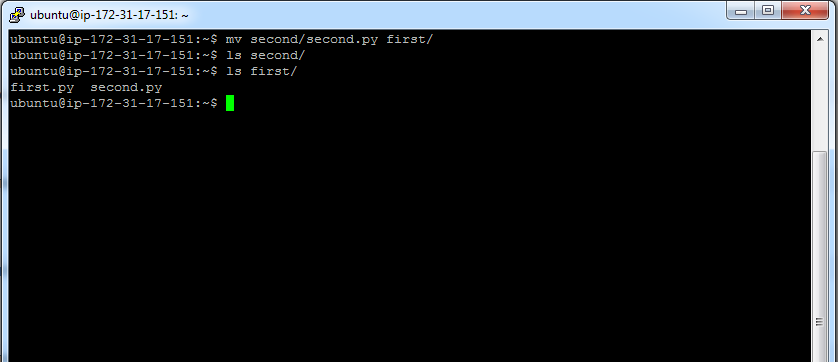 ubuntu@ip-172-31-17-151: ~
ubuntu@ip-172-31-17-151:~$ mv second/second.py first/
ubuntu@ip-172-31-17-151:~$ ls second/
ubuntu@ip-172-31-17-151:~$ ls first/
first.py  second.py
ubuntu@ip-172-31-17-151:~$